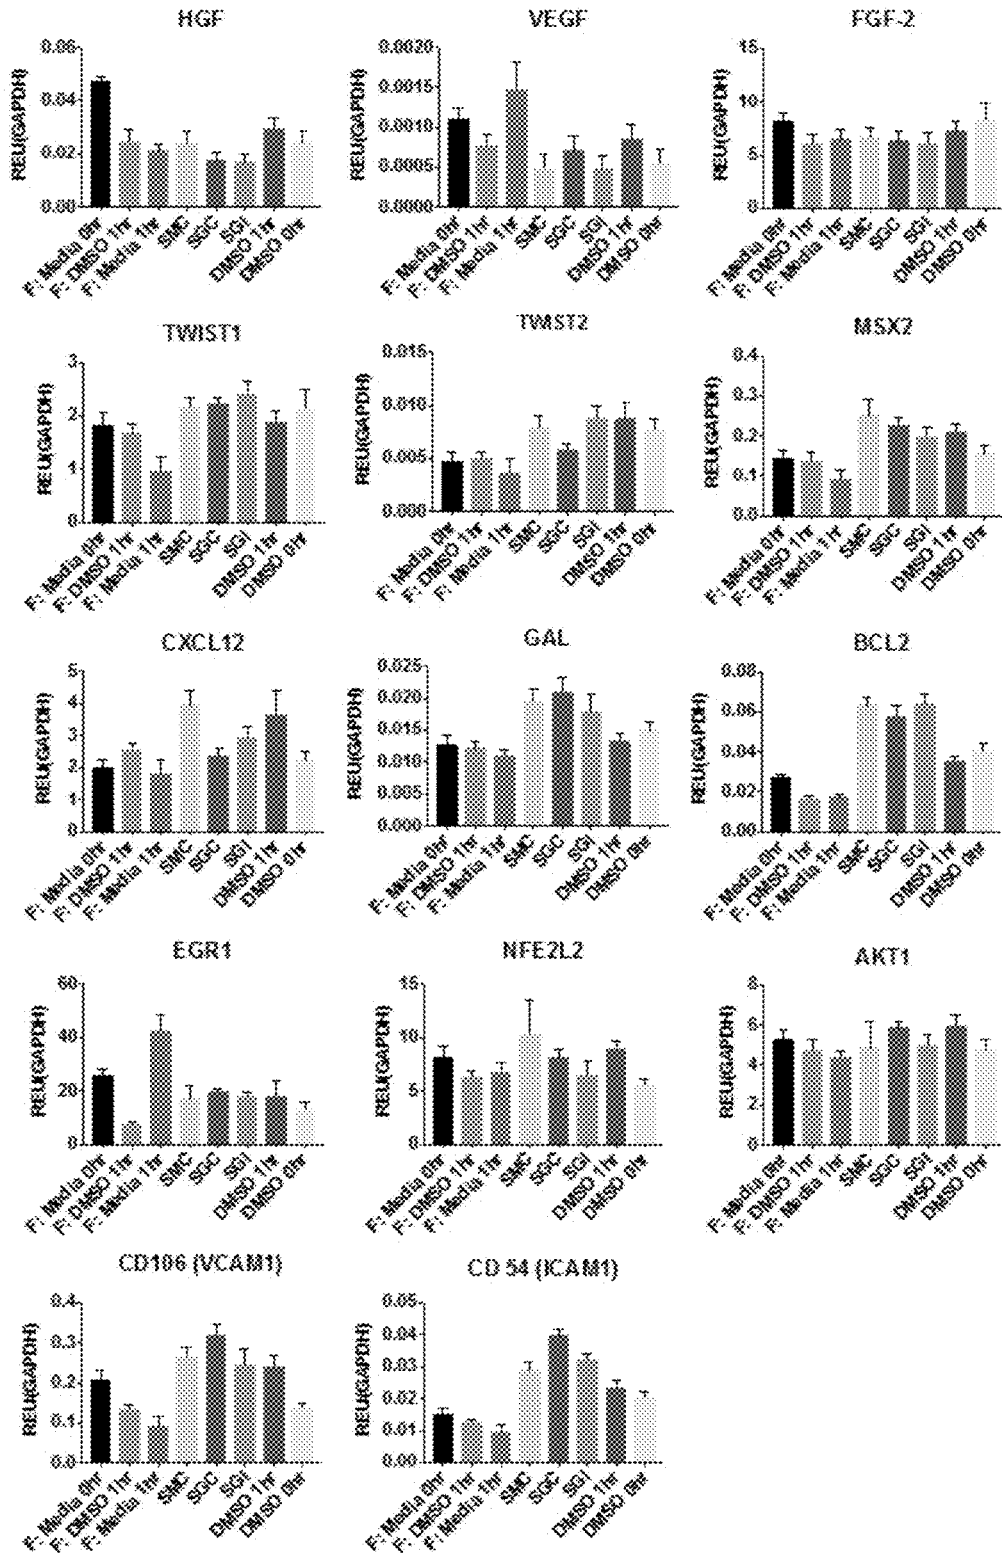 HGF
REU(GAPDH)
0.06
0.04
0.02
0.00
F: Media 0hr
F: DMSO 1hr
F: Media 1hr
SMC
SGC
SGI
DMSO 1hr
DMSO 0hr
VEGF
REU(GAPDH)
0.0020
0.0015
0.0010
0.0005
0.0000
F: Media 0hr
F: DMSO 1hr
F: Media 1hr
SMC
SGC
SGI
DMSO 1hr
DMSO 0hr
FGF-2
REU(GAPDH)
15
10
5
0
F: Media 0hr
F: DMSO 1hr
F: Media 1hr
SMC
SGC
SGI
DMSO 1hr
DMSO 0hr
TWIST1
REU(GAPDH)
3
2
1
0
F: Media 0hr
F: DMSO 1hr
F: Media 1hr
SMC
SGC
SGI
DMSO 1hr
DMSO 0hr
TWIST2
REU(GAPDH)
0.015
0.010
0.005
0.000
F: Media 0hr
F: DMSO 1hr
F: Media 1hr
SMC
SGC
SGI
DMSO 1hr
DMSO 0hr
MSX2
REU(GAPDH)
0.4
0.3
0.2
0.1
0.0
F: Media 0hr
F: DMSO 1hr
F: Media 1hr
SMC
SGC
SGI
DMSO 1hr
DMSO 0hr
CXCL12
REU(GAPDH)
5
4
3
2
1
0
F: Media 0hr
F: DMSO 1hr
F: Media 1hr
SMC
SGC
SGI
DMSO 1hr
DMSO 0hr
GAL
REU(GAPDH)
0.025
0.020
0.015
0.010
0.005
0.000
F: Media 0hr
F: DMSO 1hr
F: Media 1hr
SMC
SGC
SGI
DMSO 1hr
DMSO 0hr
BCL2
REU(GAPDH)
0.08
0.06
0.04
0.02
0.00
F: Media 0hr
F: DMSO 1hr
F: Media 1hr
SMC
SGC
SGI
DMSO 1hr
DMSO 0hr
EGR1
REU(GAPDH)
60
40
20
0
F: Media 0hr
F: DMSO 1hr
F: Media 1hr
SMC
SGC
SGI
DMSO 1hr
DMSO 0hr
NFE2L2
REU(GAPDH)
15
10
5
0
F: Media 0hr
F: DMSO 1hr
F: Media 1hr
SMC
SGC
SGI
DMSO 1hr
DMSO 0hr
AKT1
REU(GAPDH)
8
6
4
2
0
F: Media 0hr
F: DMSO 1hr
F: Media 1hr
SMC
SGC
SGI
DMSO 1hr
DMSO 0hr
CD106 (VCAM1)
REU(GAPDH)
0.4
0.3
0.2
0.1
0.0
F: Media 0hr
F: DMSO 1hr
F: Media 1hr
SMC
SGC
SGI
DMSO 1hr
DMSO 0hr
CD 54 (ICAM1)
REU(GAPDH)
0.05
0.04
0.03
0.02
0.01
0.00
F: Media 0hr
F: DMSO 1hr
F: Media 1hr
SMC
SGC
SGI
DMSO 1hr
DMSO 0hr